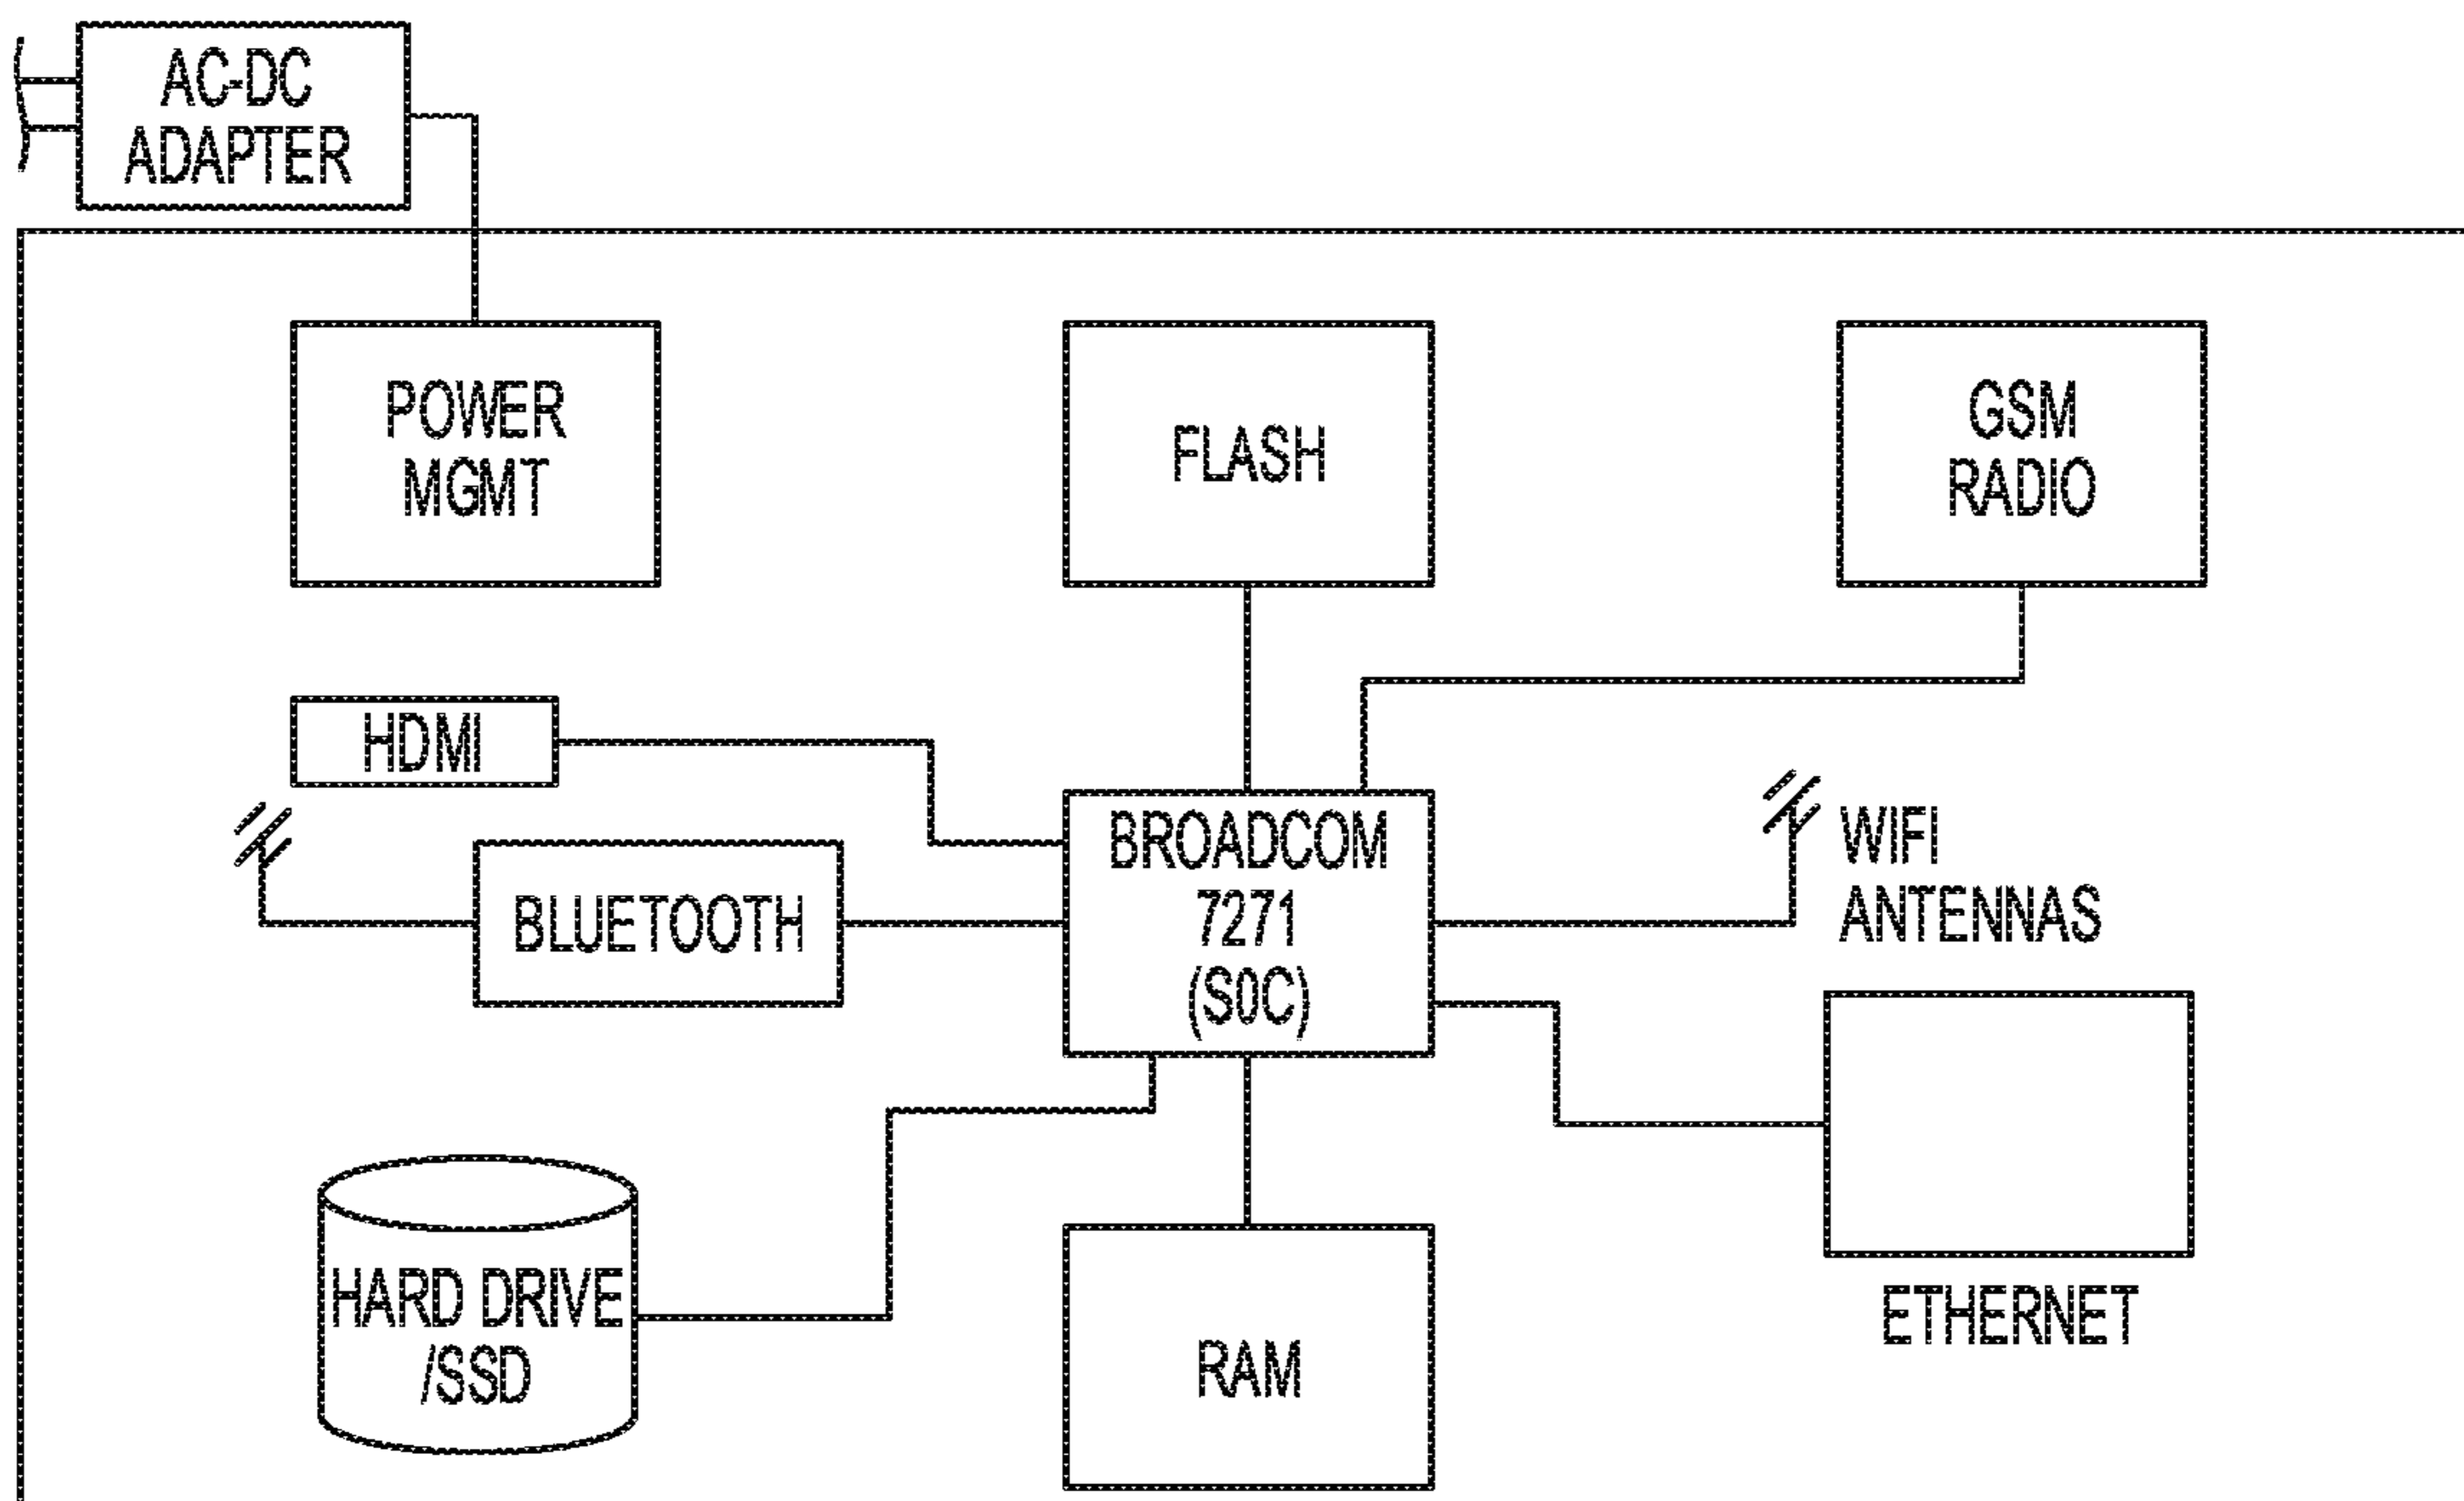 AC-DC
ADAPTER
POWER
MGMT
FLASH
GSM
RADIO
HDMI
BLUETOOTH
BROADCOM
7271
(S0C)
WIFI
ANTENNAS
HARD DRIVE
/SSD
RAM
ETHERNET